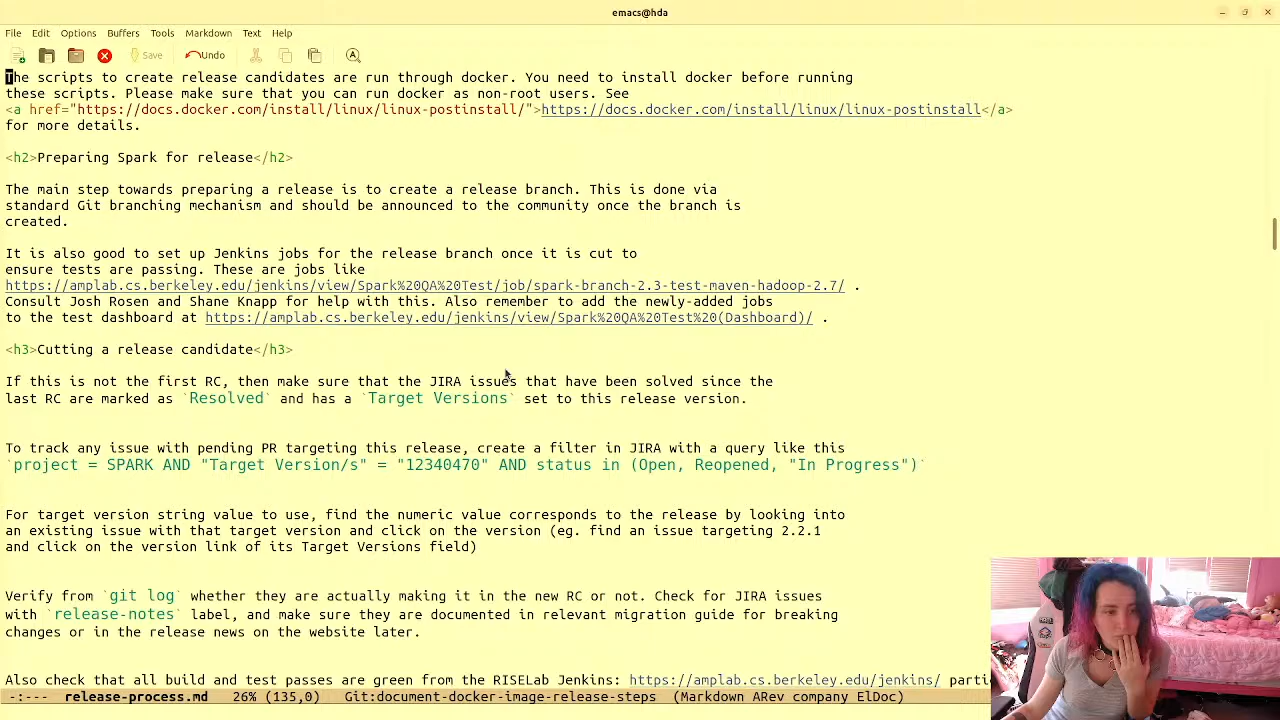 emacs@hda
File Edit Options Buffers Tools Markdown Text Help
Save Undo
The scripts to create release candidates are run through docker. You need to install docker before running
these scripts. Please make sure that you can run docker as non-root users. See
<a href="https://docs.docker.com/install/linux/linux-postinstall/">https://docs.docker.com/install/linux/linux-postinstall</a>
for more details.
<h2>Preparing Spark for release</h2>
The main step towards preparing a release is to create a release branch. This is done via
standard Git branching mechanism and should be announced to the community once the branch is
created.
It is also good to set up Jenkins jobs for the release branch once it is cut to
ensure tests are passing. These are jobs like
https://amplab.cs.berkeley.edu/jenkins/view/Spark%20QA%20Test/job/spark-branch-2.3-test-maven-hadoop-2.7/ .
Consult Josh Rosen and Shane Knapp for help with this. Also remember to add the newly-added jobs
to the test dashboard at https://amplab.cs.berkeley.edu/jenkins/view/Spark%20QA%20Test%20(Dashboard)/ .
<h3>Cutting a release candidate</h3>
If this is not the first RC, then make sure that the JIRA issues that have been solved since the
last RC are marked as `Resolved` and has a `Target Versions` set to this release version.
To track any issue with pending PR targeting this release, create a filter in JIRA with a query like this
`project = SPARK AND "Target Version/s" = "12340470" AND status in (Open, Reopened, "In Progress")`
For target version string value to use, find the numeric value corresponds to the release by looking into
an existing issue with that target version and click on the version (eg. find an issue targeting 2.2.1
and click on the version link of its Target Versions field)
Verify from `git log` whether they are actually making it in the new RC or not. Check for JIRA issues
with `release-notes` label, and make sure they are documented in relevant migration guide for breaking
changes or in the release news on the website later.
Also check that all build and test passes are green from the RISELab Jenkins: https://amplab.cs.berkeley.edu/jenkins/ parti
-:--- release-process.md 26% (135,0) Git:document-docker-image-release-steps (Markdown ARev company ElDoc)